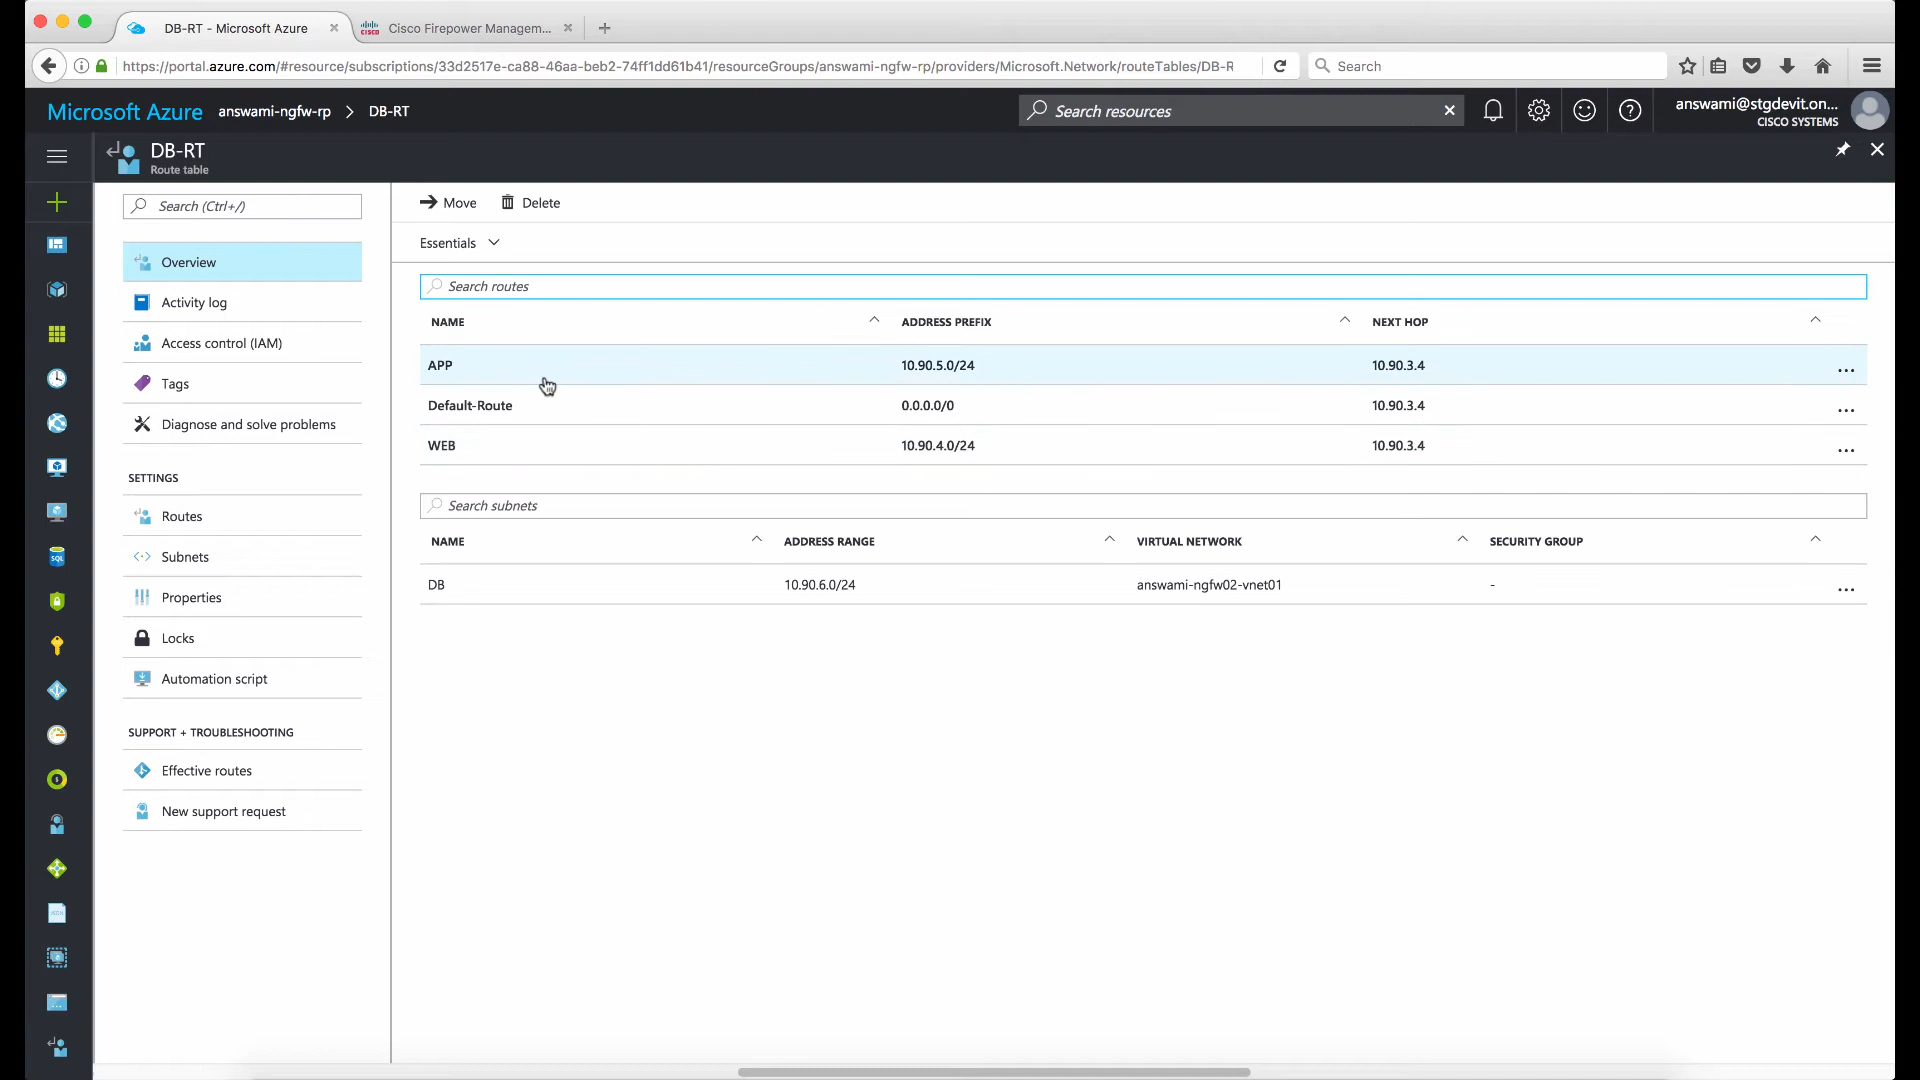 DB-RT - Microsoft Azure
Cisco Firepower Managem...
https://portal.azure.com/#resource/subscriptions/33d2517e-ca88-46aa-beb2-74ff1dd61b41/resourceGroups/answami-ngfw-rp/providers/Microsoft.Network/routeTables/DB-R
Search
Microsoft Azure answami-ngfw-rp > DB-RT
Search resources
answami@stgdevit.on...
CISCO SYSTEMS
DB-RT
Route table
Search (Ctrl+/)
Overview
Activity log
Access control (IAM)
Tags
Diagnose and solve problems
SETTINGS
Routes
Subnets
Properties
Locks
Automation script
SUPPORT + TROUBLESHOOTING
Effective routes
New support request
Move Delete
Essentials
Search routes
NAME ADDRESS PREFIX NEXT HOP
APP 10.90.5.0/24 10.90.3.4 ...
Default-Route 0.0.0.0/0 10.90.3.4 ...
WEB 10.90.4.0/24 10.90.3.4 ...
Search subnets
NAME ADDRESS RANGE VIRTUAL NETWORK SECURITY GROUP
DB 10.90.6.0/24 answami-ngfw02-vnet01 - ...